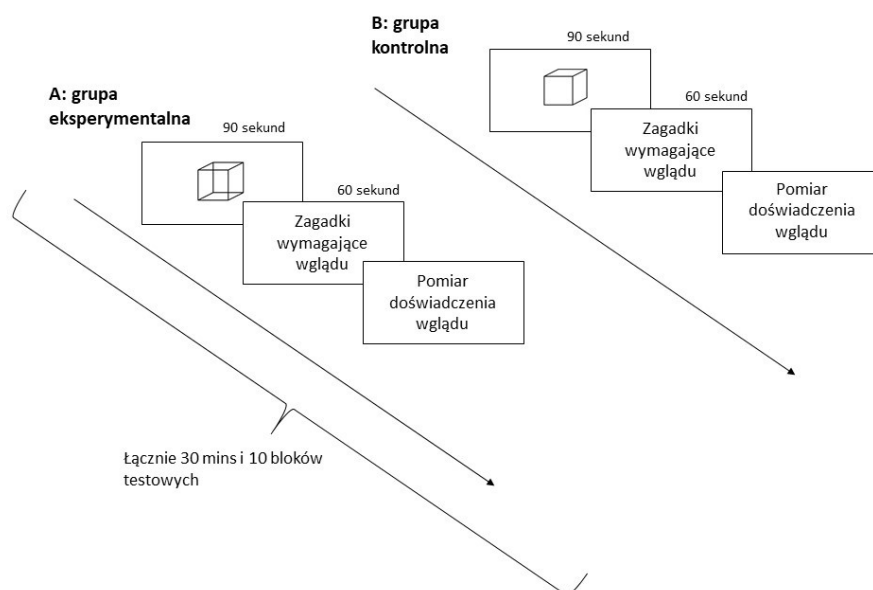 B: grupa
kontrolna
90 sekund
60 sekund
Zagadki
wymagające
wglądu
Pomiar
doświadczenia
wglądu
A: grupa
eksperymentalna
90 sekund
60 sekund
Zagadki
wymagające
wglądu
Pomiar
doświadczenia
wglądu
Łącznie 30 mins i 10 bloków
testowych